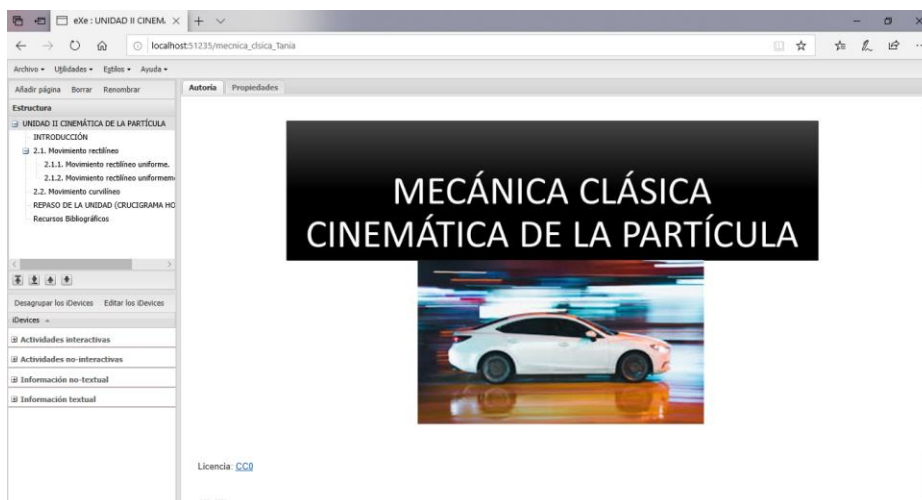 eXe : UNIDAD II CINEM.
localhost:51235/mecnica_clsica_Tania
Archivo Utilidades Estilos Ayuda
Añadir página Borrar Renombrar
Autoría Propiedades
Estructura
UNIDAD II CINEMÁTICA DE LA PARTÍCULA
INTRODUCCIÓN
2.1. Movimiento rectilíneo
2.1.1. Movimiento rectilíneo uniforme.
2.1.2. Movimiento rectilíneo uniformem
2.2. Movimiento curvilíneo
REPASO DE LA UNIDAD (CRUCIGRAMA HO
Recursos Bibliográficos
Desagrupar los iDevices Editar los iDevices
iDevices
Actividades interactivas
Actividades no-interactivas
Información no-textual
Información textual
MECÁNICA CLÁSICA
CINEMÁTICA DE LA PARTÍCULA
Licencia: CC0